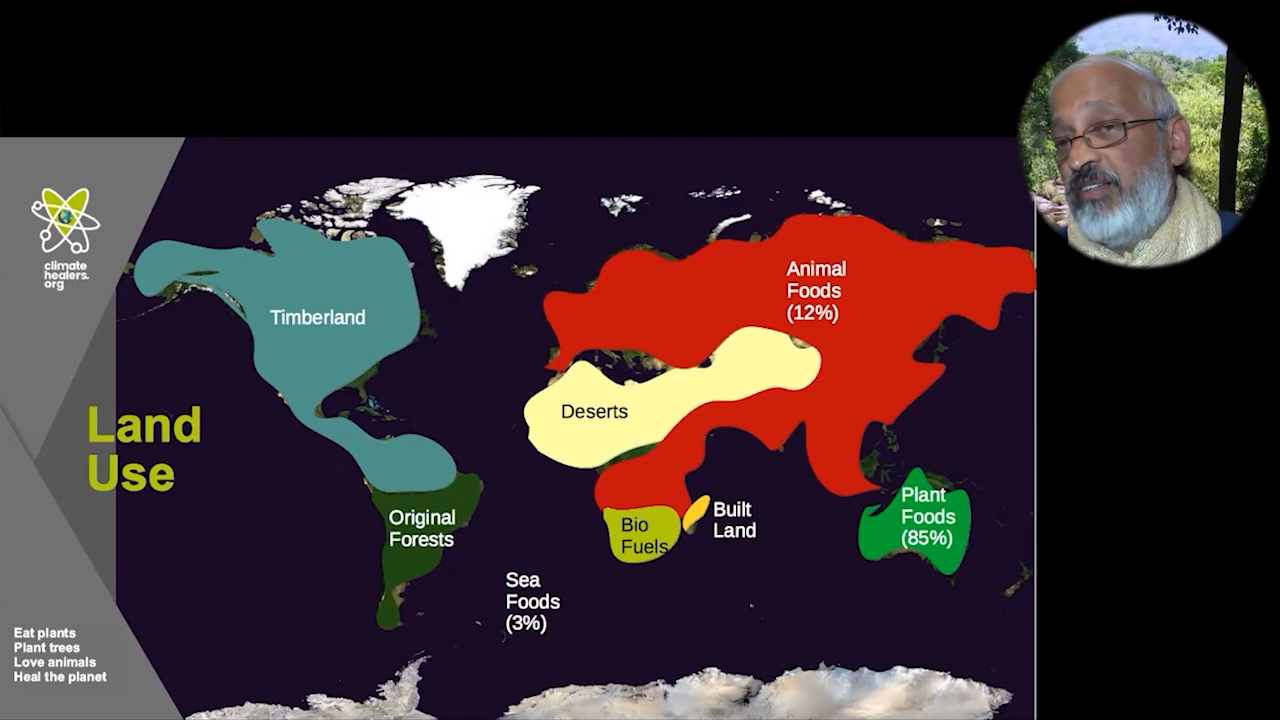 climate
healers.
org
Land
Use
Eat plants
Plant trees
Love animals
Heal the planet
Timberland
Original
Forests
Sea
Foods
(3%)
Deserts
Animal
Foods
(12%)
Bio
Fuels
Built
Land
Plant
Foods
(85%)